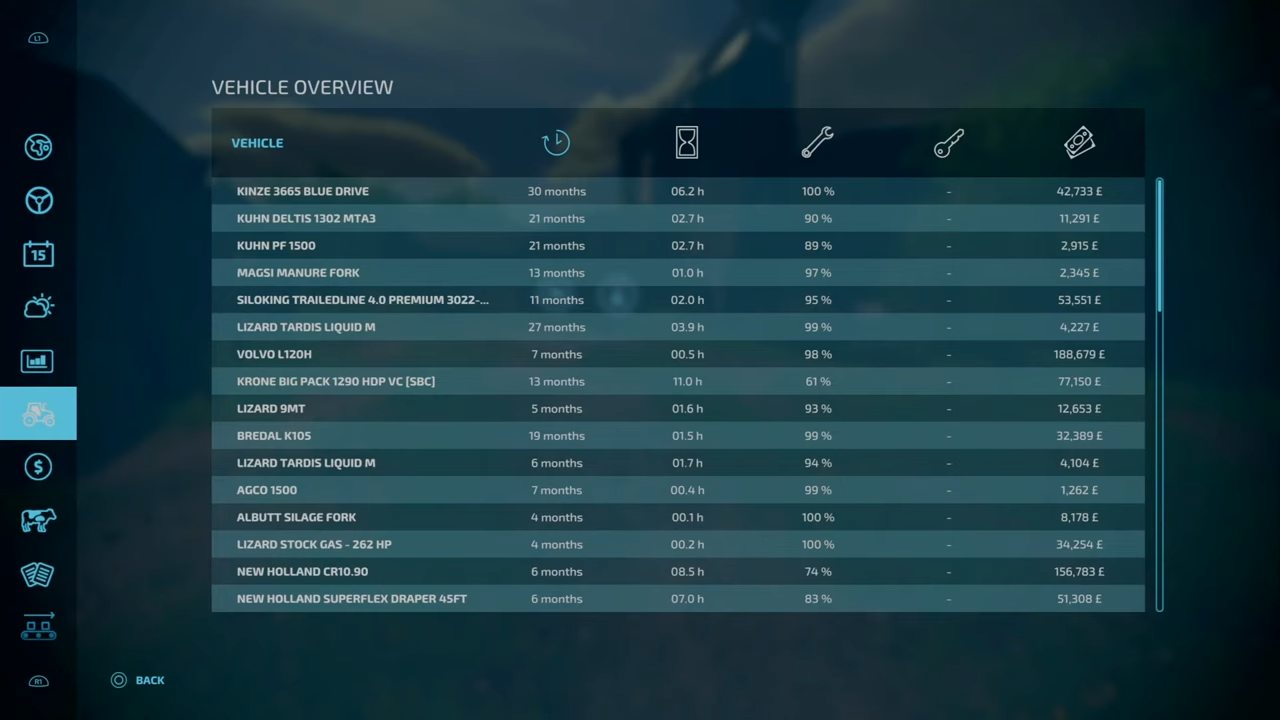 L1
VEHICLE OVERVIEW
VEHICLE
KINZE 3665 BLUE DRIVE 30 months 06.2 h 100 % - 42,733 £
KUHN DELTIS 1302 MTA3 21 months 02.7 h 90 % - 11,291 £
KUHN PF 1500 21 months 02.7 h 89 % - 2,915 £
MAGSI MANURE FORK 13 months 01.0 h 97 % - 2,345 £
SILOKING TRAILEDLINE 4.0 PREMIUM 3022-... 11 months 02.0 h 95 % - 53,551 £
LIZARD TARDIS LIQUID M 27 months 03.9 h 99 % - 4,227 £
VOLVO L120H 7 months 00.5 h 98 % - 188,679 £
KRONE BIG PACK 1290 HDP VC [SBC] 13 months 11.0 h 61 % - 77,150 £
LIZARD 9MT 5 months 01.6 h 93 % - 12,653 £
BREDAL K105 19 months 01.5 h 99 % - 32,389 £
LIZARD TARDIS LIQUID M 6 months 01.7 h 94 % - 4,104 £
AGCO 1500 7 months 00.4 h 99 % - 1,262 £
ALBUTT SILAGE FORK 4 months 00.1 h 100 % - 8,178 £
LIZARD STOCK GAS - 262 HP 4 months 00.2 h 100 % - 34,254 £
NEW HOLLAND CR10.90 6 months 08.5 h 74 % - 156,783 £
NEW HOLLAND SUPERFLEX DRAPER 45FT 6 months 07.0 h 83 % - 51,308 £
15
$
R1
BACK